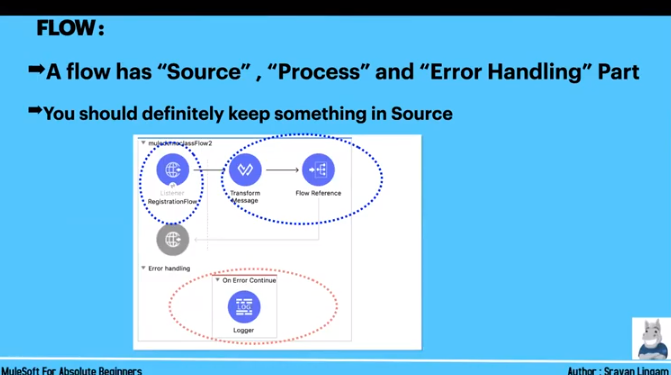 FLOW:
➡A flow has “Source” , “Process” and “Error Handling” Part
➡You should definitely keep something in Source
Listener
RegistrationFlow
Transform
Message
Flow Reference
Error handling
On Error Continue
LOG
Logger
MuleSoft For Absolute Beginners
Author : Sravan Lingam